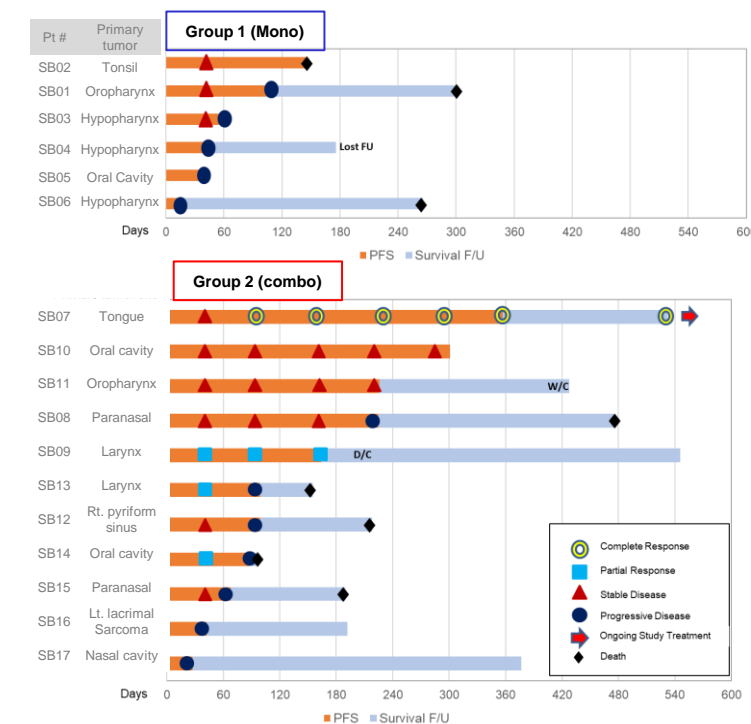 Group 1 (Mono)
Pt # Primary tumor
SB02 Tonsil
SB01 Oropharynx
SB03 Hypopharynx
SB04 Hypopharynx Lost FU
SB05 Oral Cavity
SB06 Hypopharynx
Days 0 60 120 180 240 300 360 420 480 540 600
PFS Survival F/U
Group 2 (combo)
SB07 Tongue
SB10 Oral cavity
SB11 Oropharynx W/C
SB08 Paranasal
SB09 Larynx D/C
SB13 Larynx
SB12 Rt. pyriform sinus
SB14 Oral cavity
SB15 Paranasal
SB16 Lt. lacrimal Sarcoma
SB17 Nasal cavity
Complete Response
Partial Response
Stable Disease
Progressive Disease
Ongoing Study Treatment
Death
Days 0 60 120 180 240 300 360 420 480 540 600
PFS Survival F/U